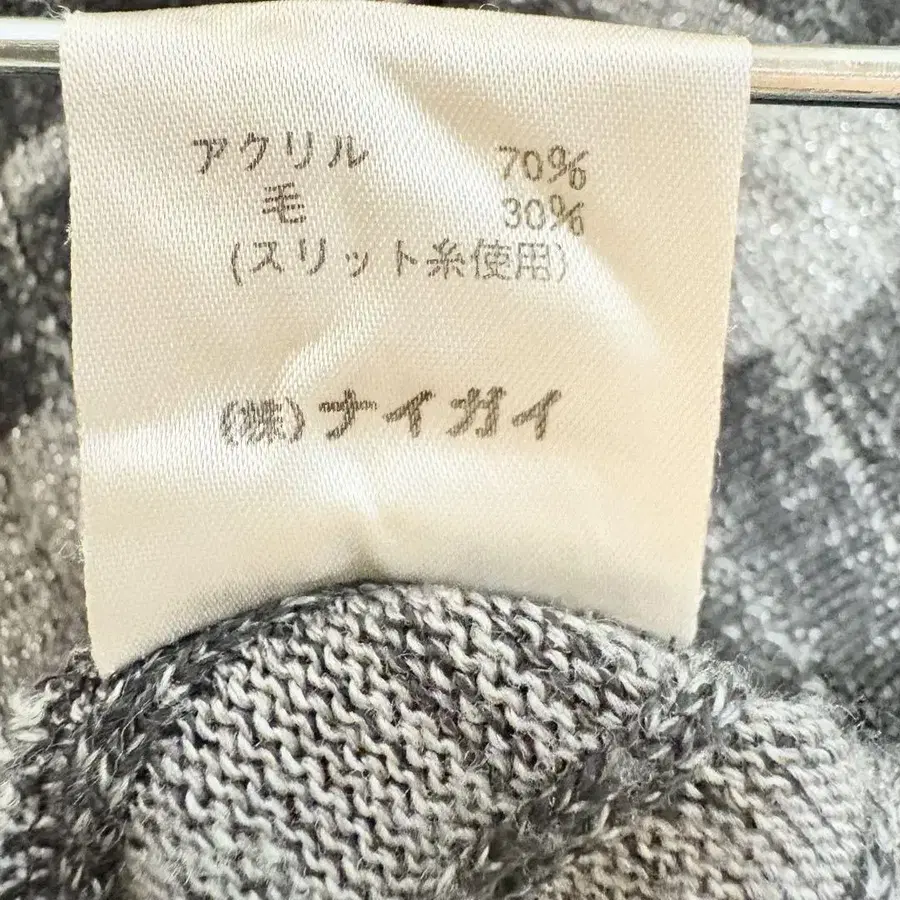 アクリル 70%
毛 30%
(スリット糸使用)
(株)ナイガイ